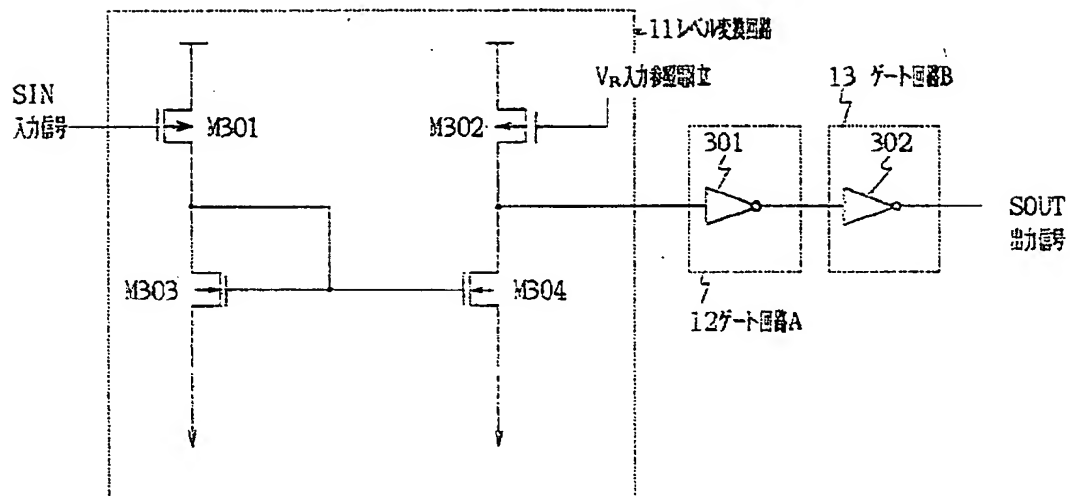 11レベル変換回路
VR入力参照電位
13 ゲート回路B
SIN
入力信号
M301
M302
301
302
SOUT
出力信号
M303
M304
12ゲート回路A